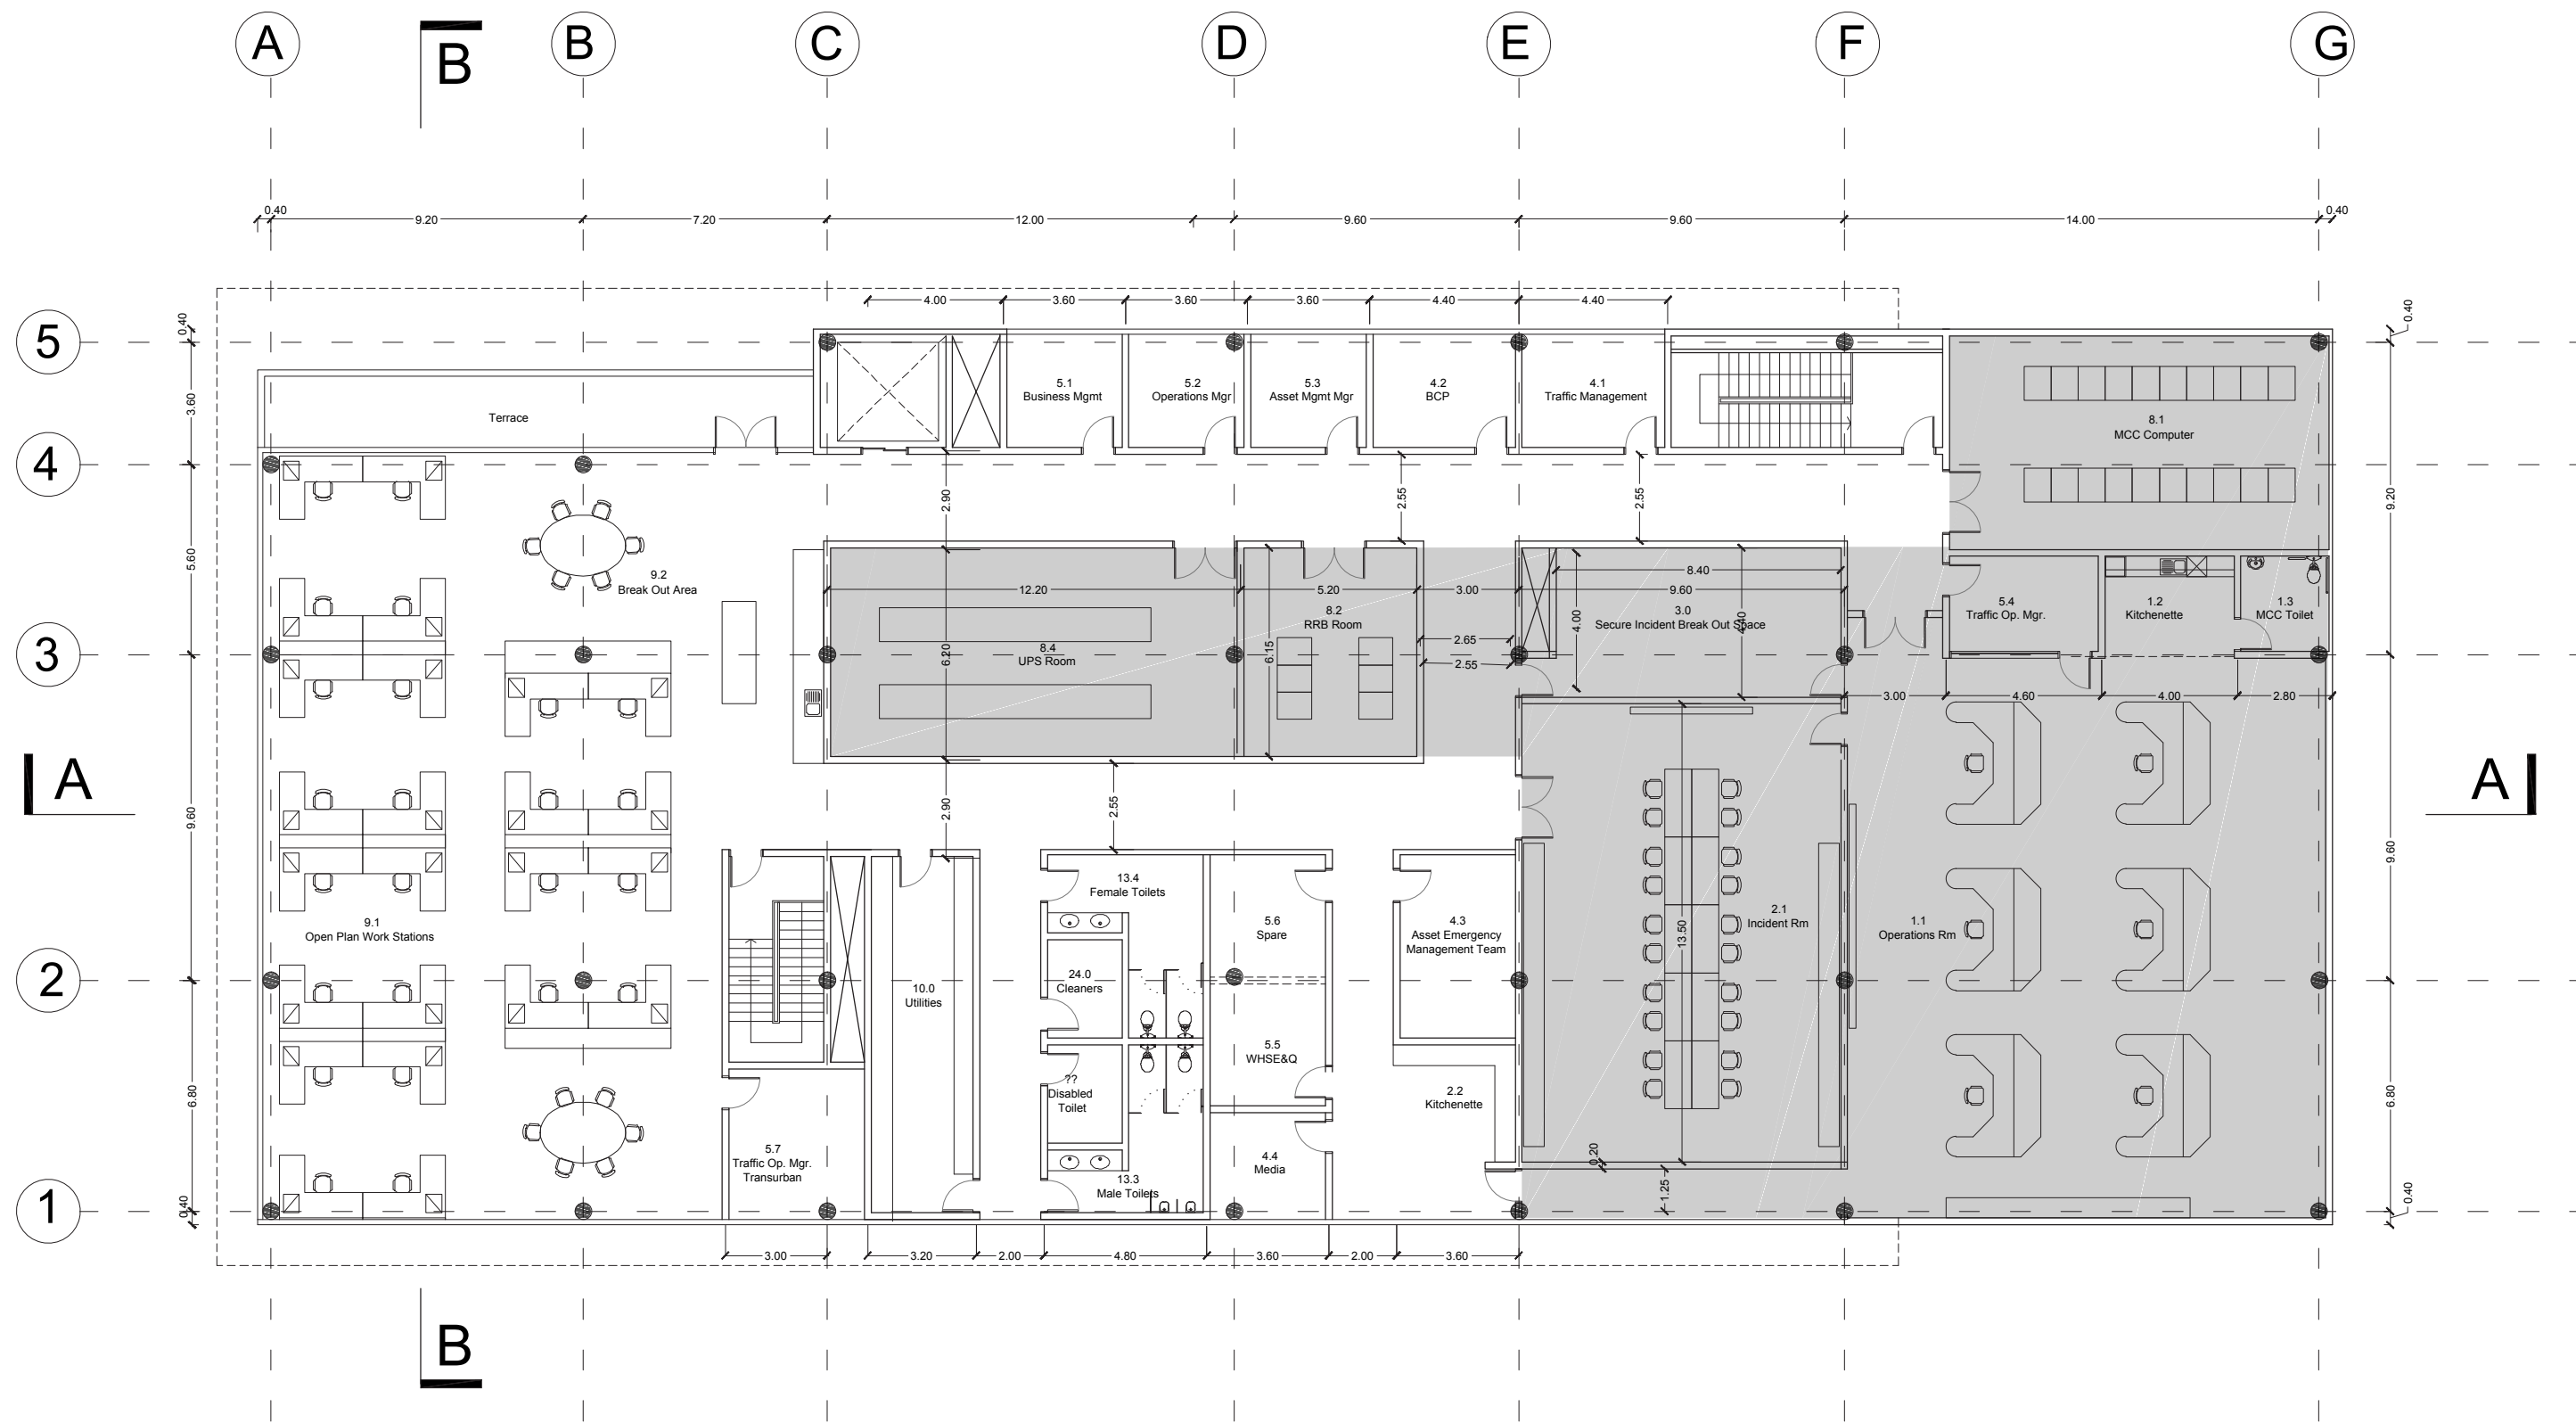 A
B
B
C
D
E
F
G
0.40
9.20
7.20
12.00
9.60
9.60
14.00
0.40
4.00
3.60
3.60
3.60
4.40
4.40
5
0.40
0.40
3.60
5.1
Business Mgmt
5.2
Operations Mgr
5.3
Asset Mgmt Mgr
4.2
BCP
4.1
Traffic Management
Terrace
8.1
MCC Computer
4
2.90
2.55
2.55
9.20
5.60
9.2
Break Out Area
12.20
5.20
3.00
8.40
9.60
8.2
RRB Room
4.00
4.40
3.0
Secure Incident Break Out Space
5.4
Traffic Op. Mgr.
1.2
Kitchenette
1.3
MCC Toilet
3
8.4
UPS Room
6.20
6.15
2.65
2.55
3.00
4.60
4.00
2.80
A
A
9.60
2.90
2.55
9.60
13.4
Female Toilets
9.1
Open Plan Work Stations
5.6
Spare
4.3
Asset Emergency
Management Team
13.50
2.1
Incident Rm
1.1
Operations Rm
2
10.0
Utilities
24.0
Cleaners
5.5
WHSE&Q
6.80
??
Disabled
Toilet
2.2
Kitchenette
6.80
5.7
Traffic Op. Mgr.
Transurban
13.3
Male Toilets
4.4
Media
0.20
1.25
1
0.40
0.40
3.00
3.20
2.00
4.80
3.60
2.00
3.60
B